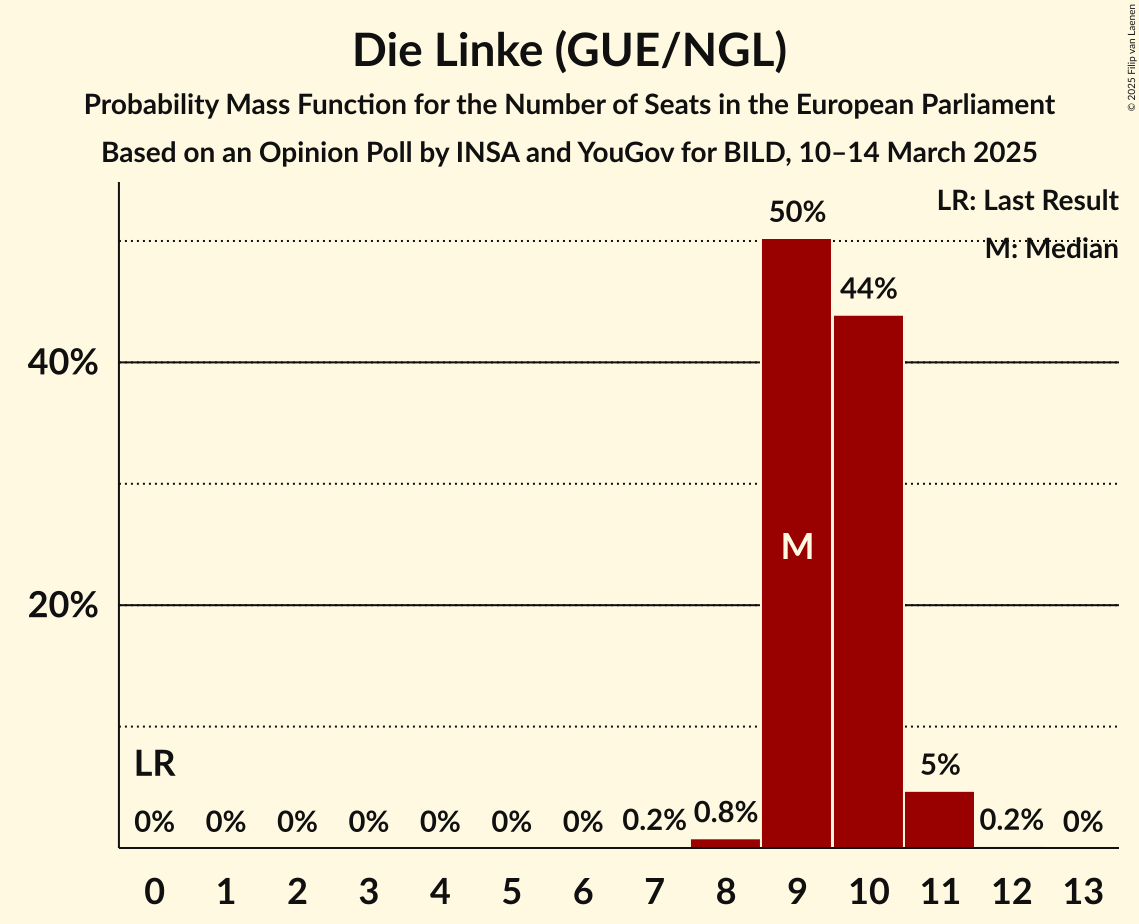 Die Linke (GUE/NGL)
Probability Mass Function for the Number of Seats in the European Parliament
Based on an Opinion Poll by INSA and YouGov for BILD, 10–14 March 2025
© 2025 Filip van Laenen
LR: Last Result
M: Median
50%
44%
40%
M
20%
LR
5%
0% 0% 0% 0% 0% 0% 0% 0.2% 0.8% 0.2% 0%
0 1 2 3 4 5 6 7 8 9 10 11 12 13